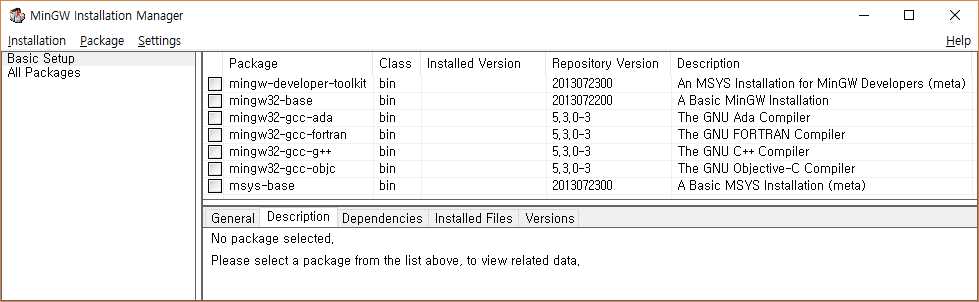 MinGW Installation Manager
Installation Package Settings Help
Basic Setup
All Packages
Package Class Installed Version Repository Version Description
mingw-developer-toolkit bin 2013072300 An MSYS Installation for MinGW Developers (meta)
mingw32-base bin 2013072200 A Basic MinGW Installation
mingw32-gcc-ada bin 5.3.0-3 The GNU Ada Compiler
mingw32-gcc-fortran bin 5.3.0-3 The GNU FORTRAN Compiler
mingw32-gcc-g++ bin 5.3.0-3 The GNU C++ Compiler
mingw32-gcc-objc bin 5.3.0-3 The GNU Objective-C Compiler
msys-base bin 2013072300 A Basic MSYS Installation (meta)
General Description Dependencies Installed Files Versions
No package selected.
Please select a package from the list above, to view related data.